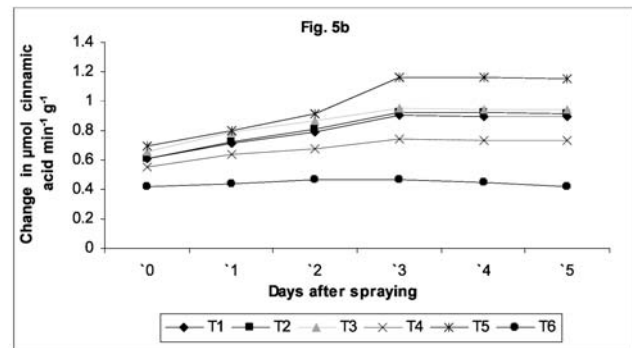 Fig. 5b
Change in µmol cinnamic
acid min-1 g-1
1.4
1.2
1
0.8
0.6
0.4
0.2
0
`0 `1 `2 `3 `4 `5
Days after spraying
T1 T2 T3 T4 T5 T6